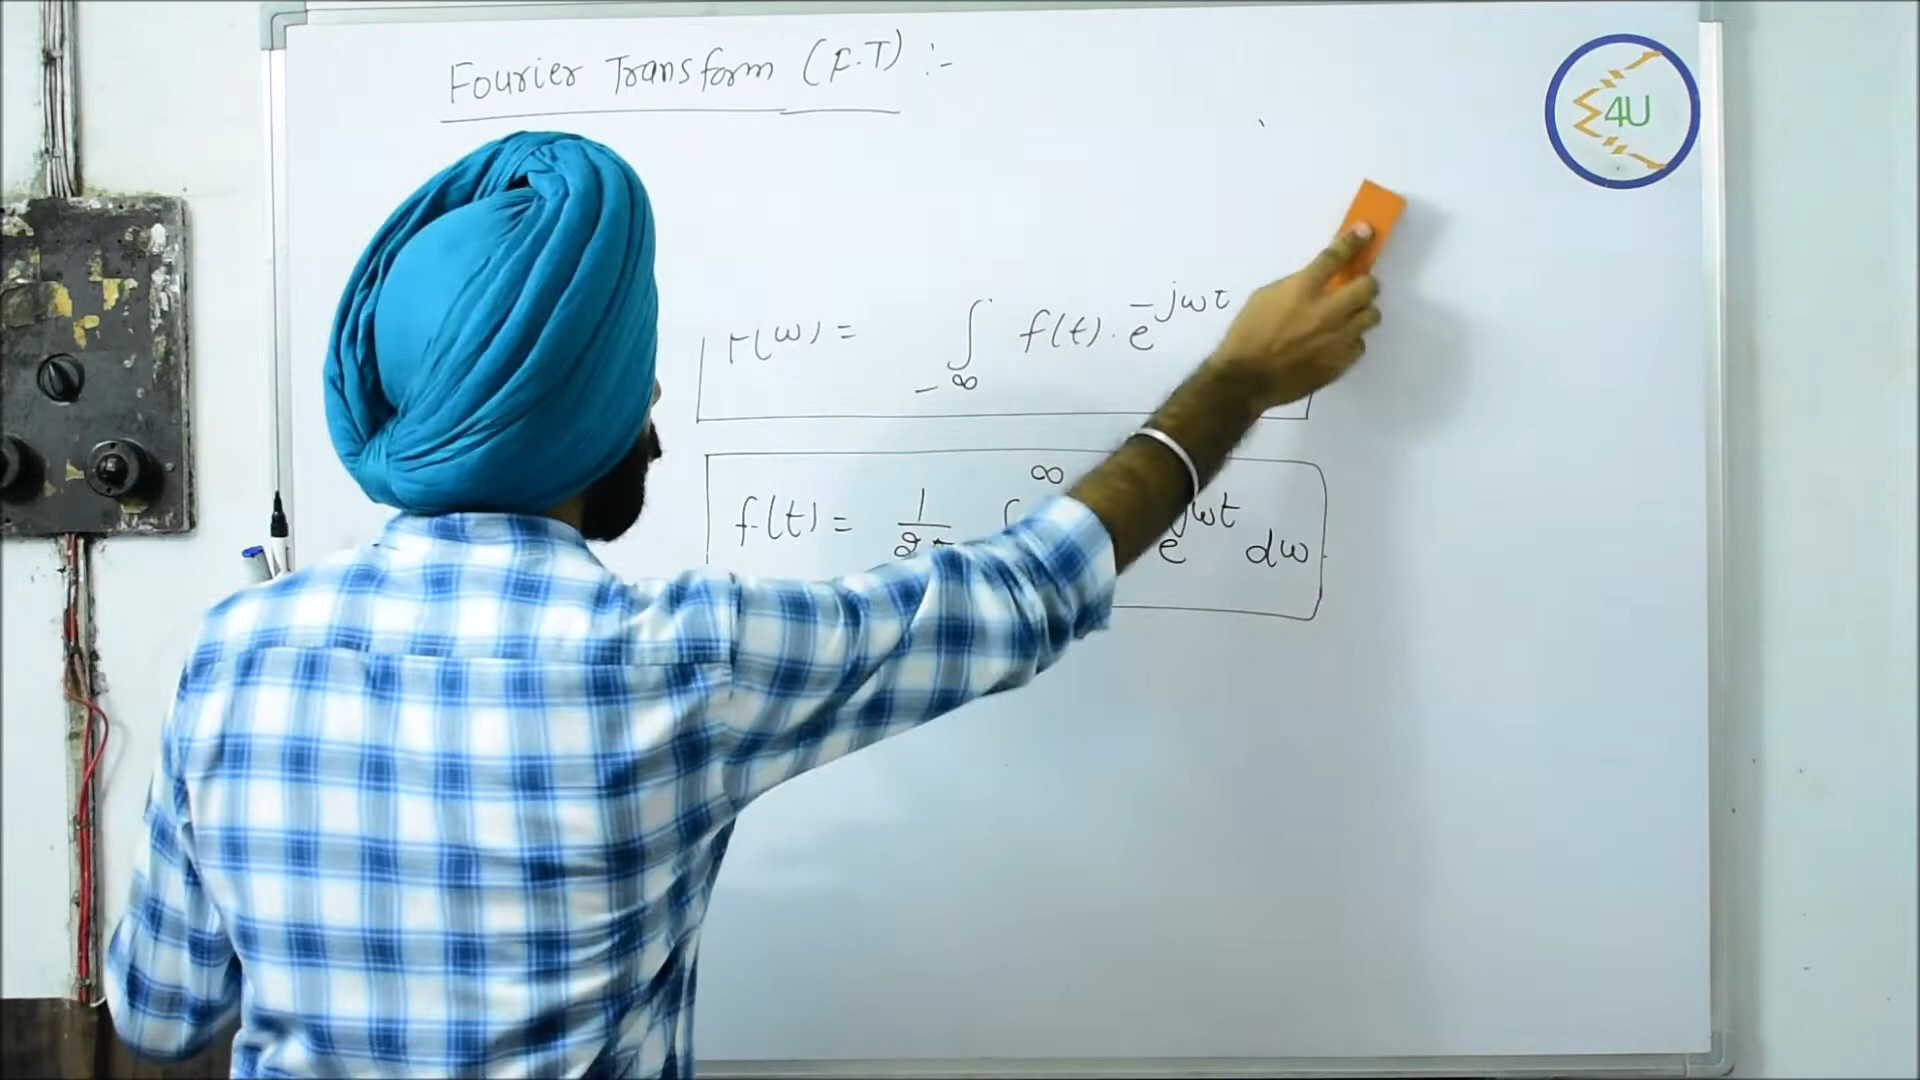 Fourier Transform (F.T) :-
4U
F(ω) = ∫ f(t) . e^-jωt
-∞
∞
f(t) = 1/2π e^jωt dω